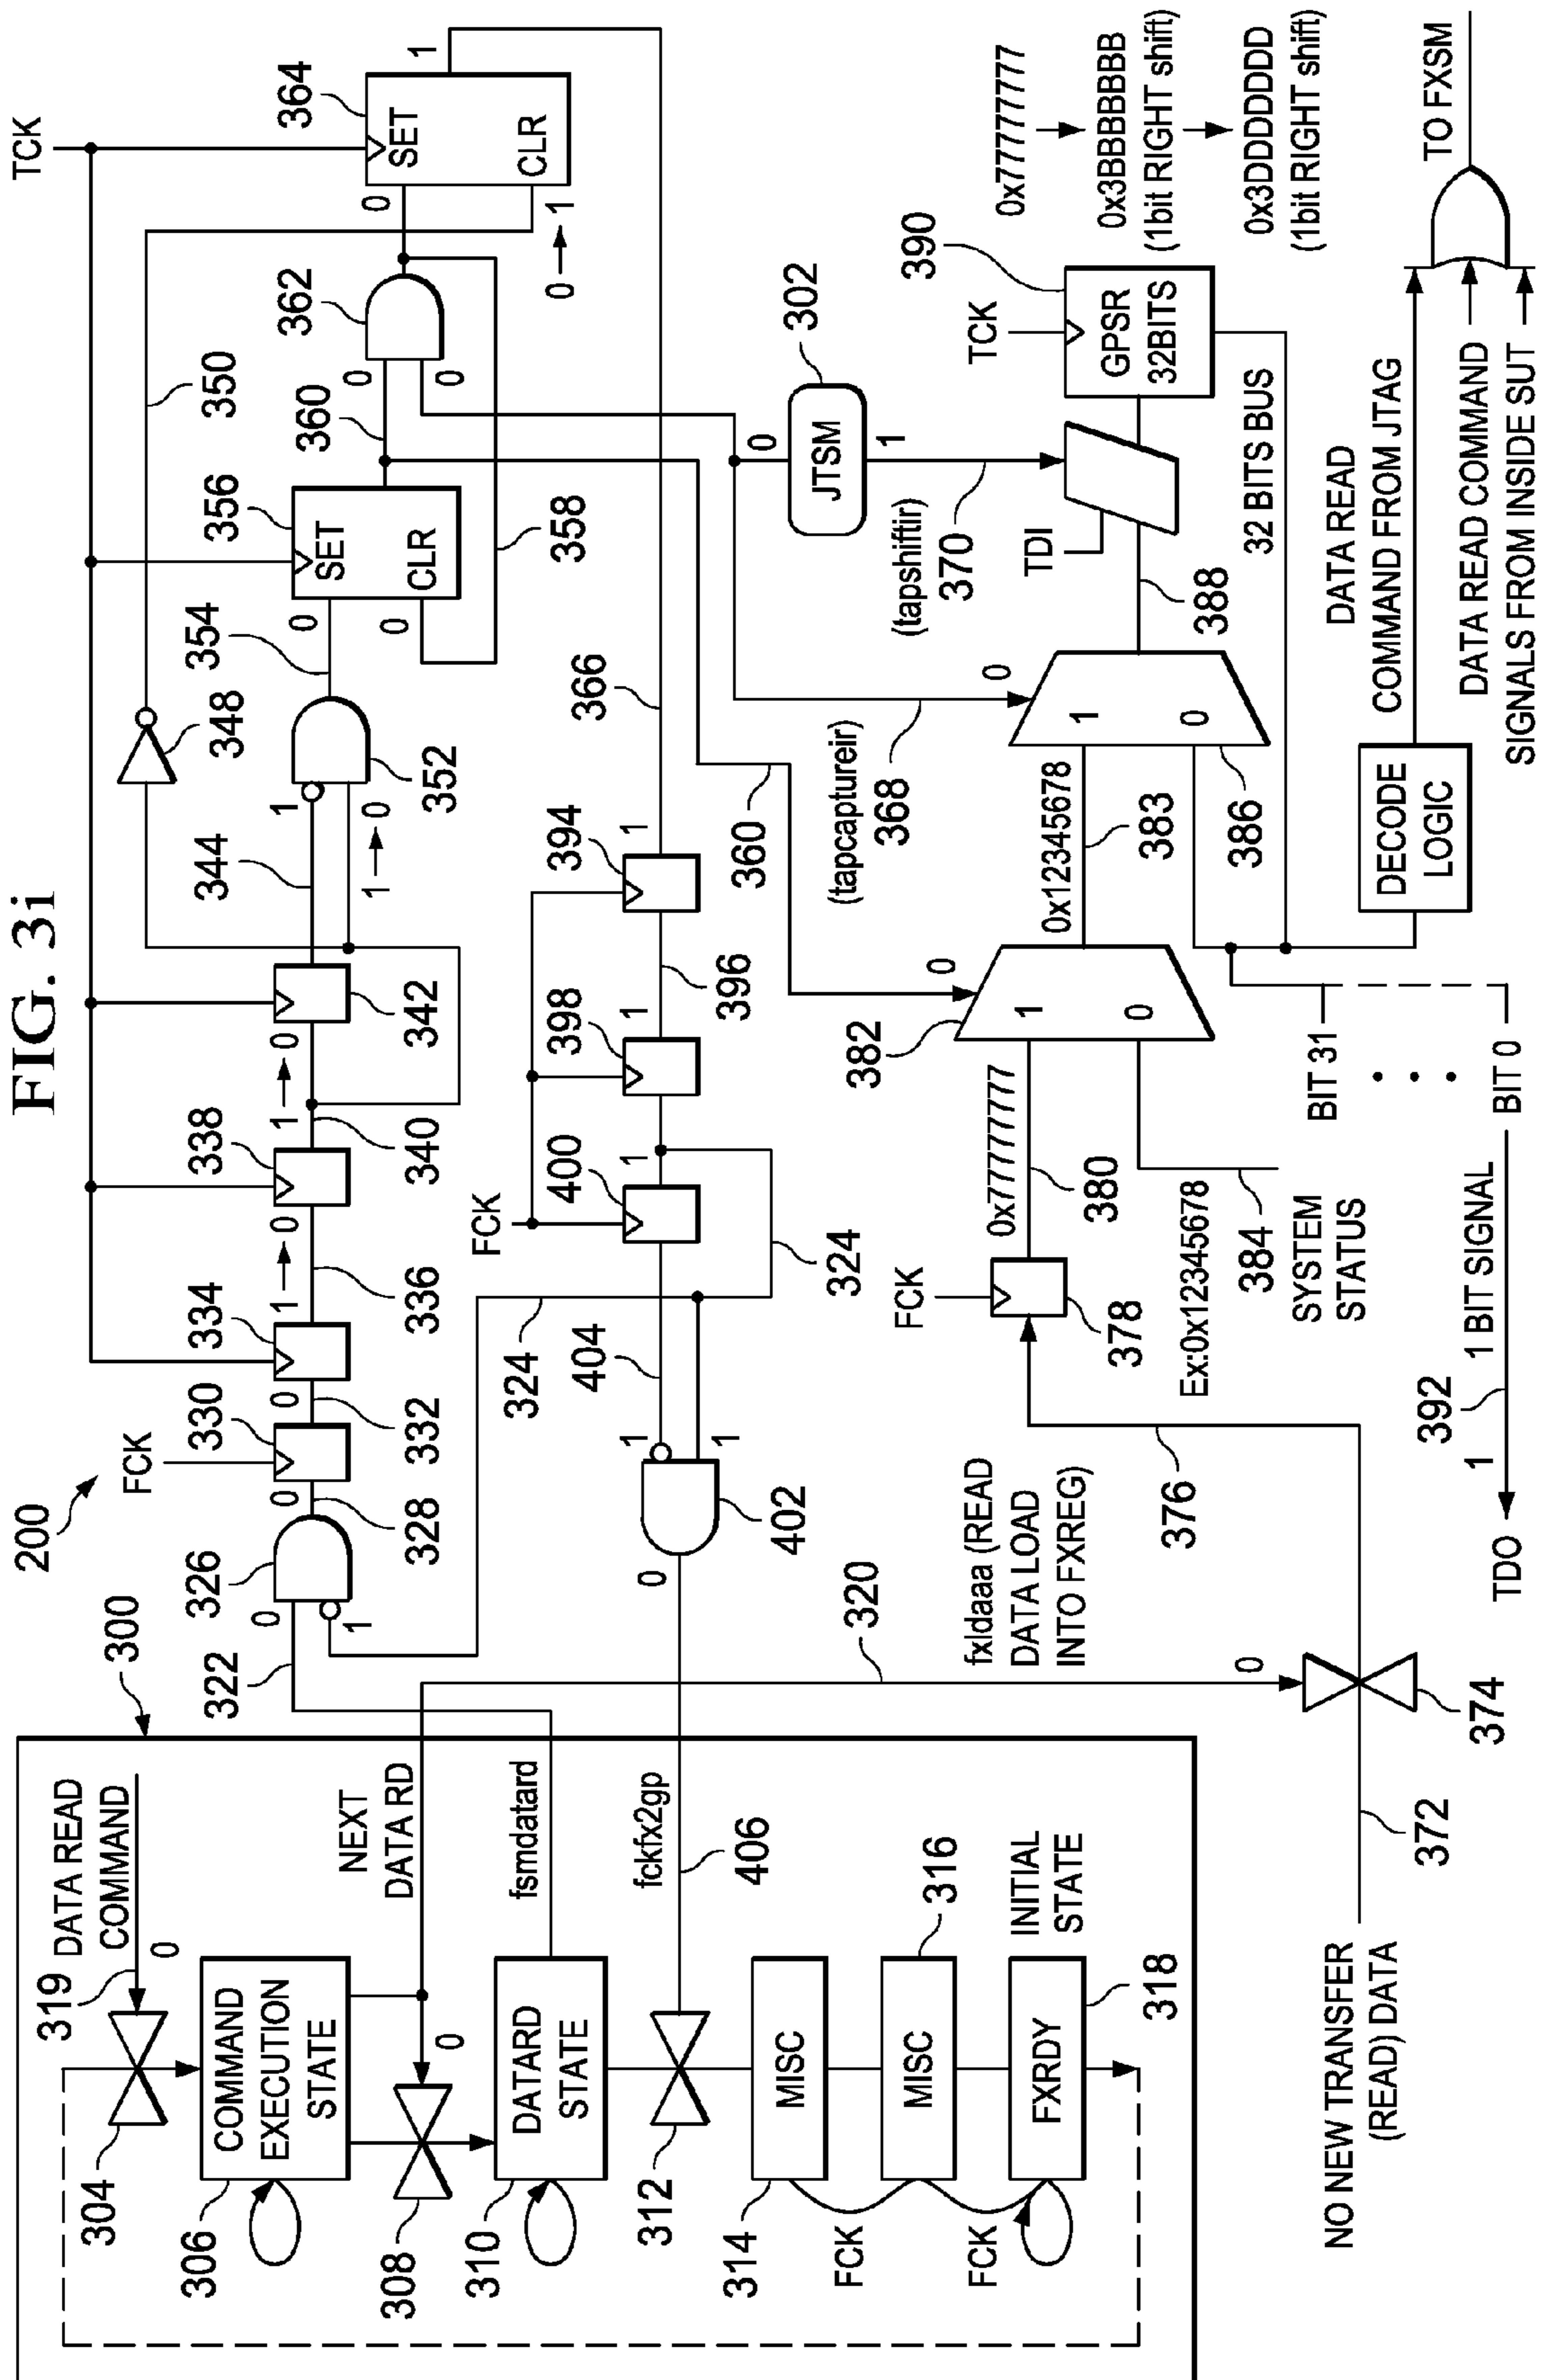 FIG. 3i
200
300
319
DATA READ
COMMAND
0
304
COMMAND
EXECUTION
STATE
306
NEXT
DATA RD
0
308
DATARD
STATE
310
fsmdatard
fckfx2gp
406
312
MISC
314
MISC
316
FCK
FCK
INITIAL
STATE
FXRDY
318
322
0
1
326
0
328
FCK
330
0
332
334
1 → 0
336
338
1 → 0
340
342
344
1
1 → 0
348
350
352
354
0
0
356
SET
CLR
358
360
0
0
362
0
0 → 1
TCK
364
SET
CLR
1
366
394
1
396
398
1
400
1
FCK
324
324
404
1
1
402
0
320
0
fxldaaa (READ
DATA LOAD
INTO FXREG)
376
374
372
NO NEW TRANSFER
(READ) DATA
FCK
378
0x77777777
380
Ex:0x12345678
384
SYSTEM
STATUS
382
0
1
0
360
0x12345678
383
(tapcaptureir)
368
0
1
0
386
388
TDI
(tapshiftir)
370
0
JTSM
1
302
TCK
390
GPSR
32BITS
32 BITS BUS
0x77777777
0x3BBBBBBB
(1bit RIGHT shift)
0x3DDDDDDD
(1bit RIGHT shift)
BIT 31
BIT 0
1 BIT SIGNAL
392
1
TDO
DECODE
LOGIC
DATA READ
COMMAND FROM JTAG
DATA READ COMMAND
SIGNALS FROM INSIDE SUT
TO FXSM